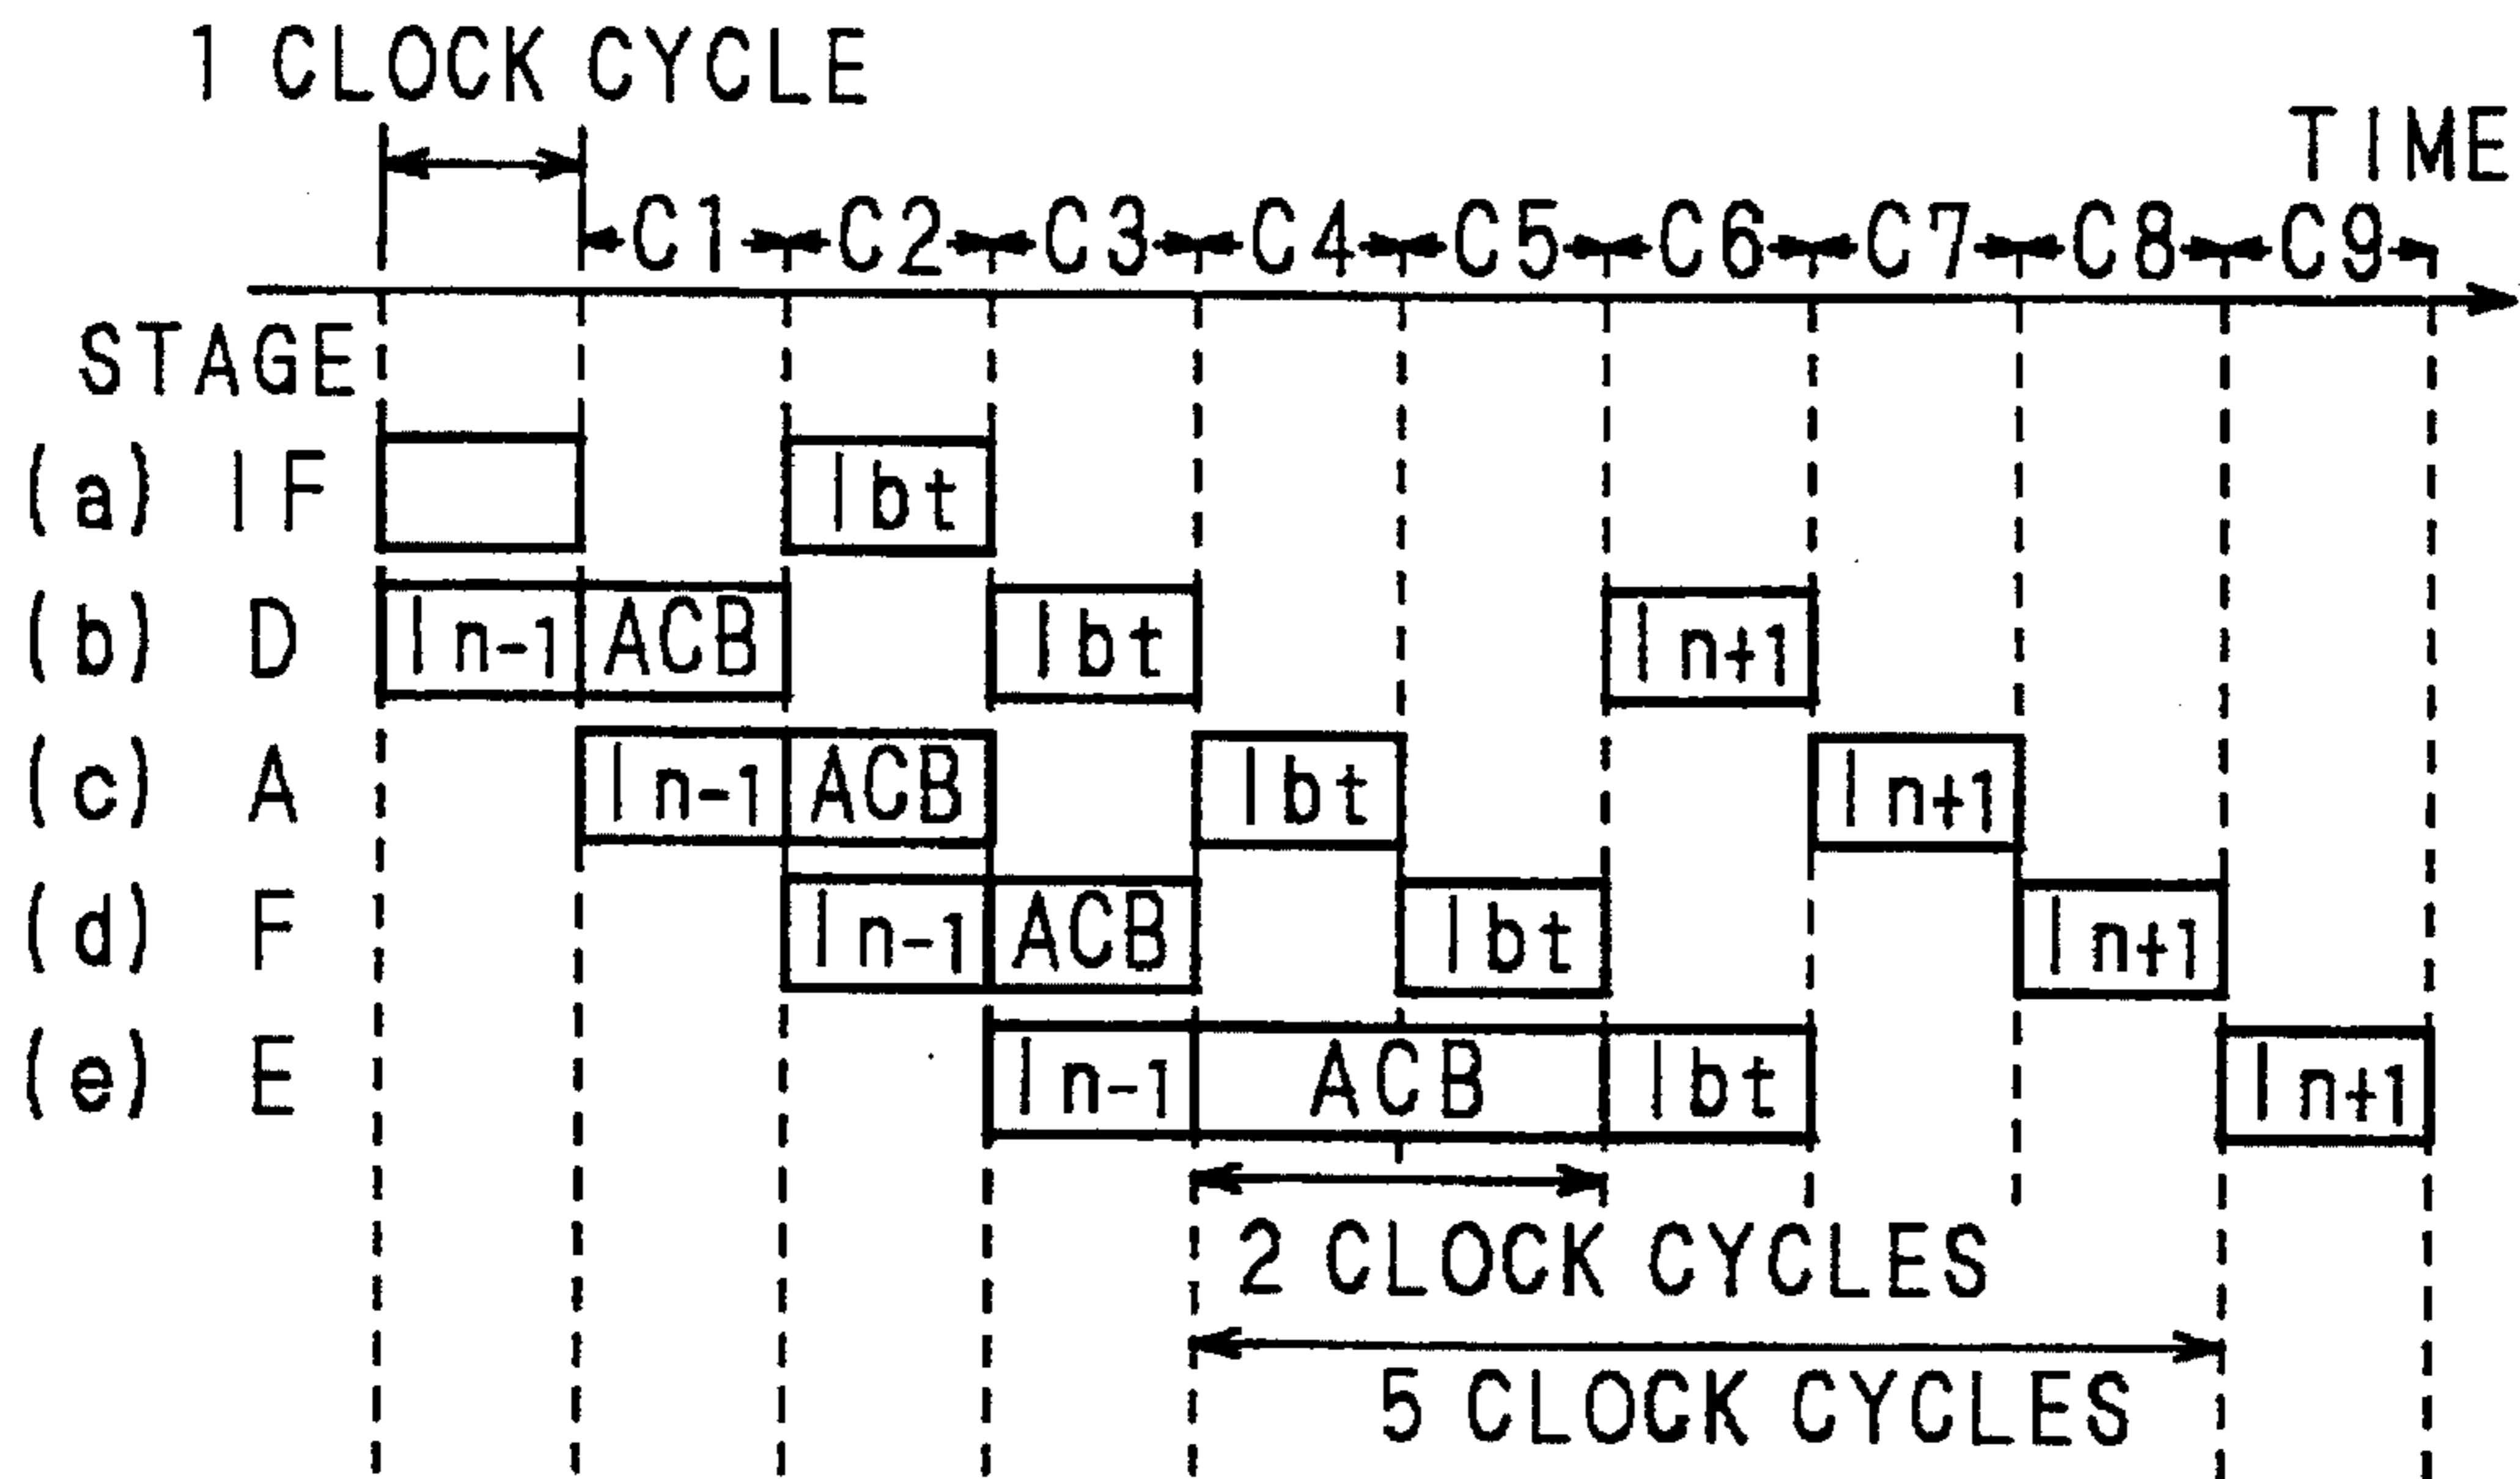 1 CLOCK CYCLE
TIME
C1 C2 C3 C4 C5 C6 C7 C8 C9
STAGE
(a) IF Ibt
(b) D In-1 ACB Ibt In+1
(c) A In-1 ACB Ibt In+1
(d) F In-1 ACB Ibt In+1
(e) E In-1 ACB Ibt In+1
2 CLOCK CYCLES
5 CLOCK CYCLES